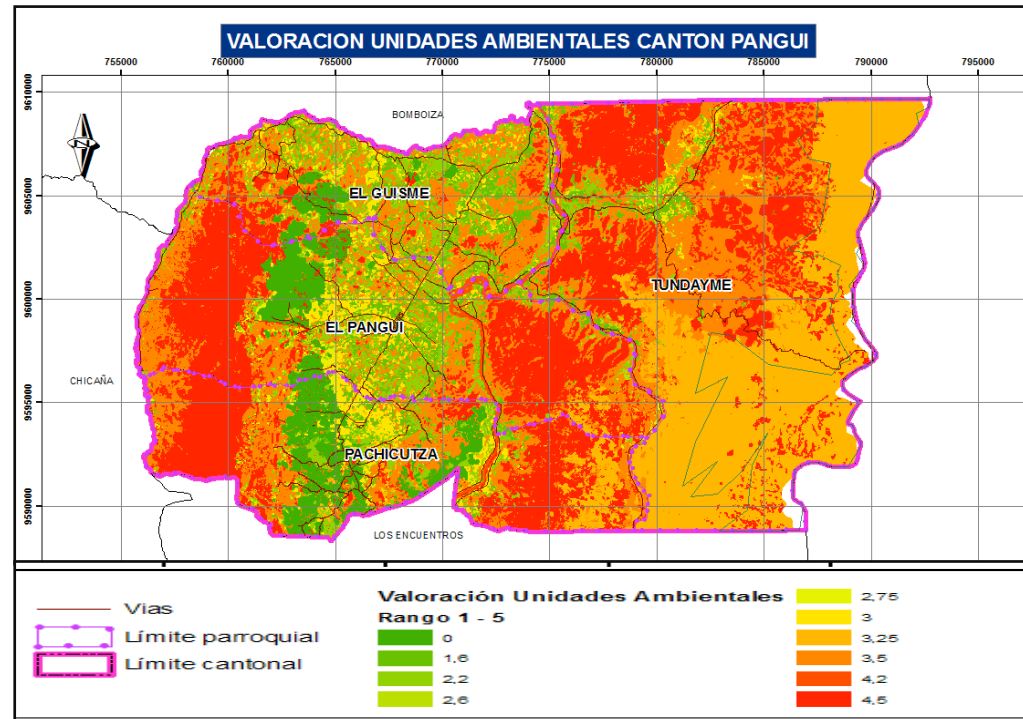 VALORACION UNIDADES AMBIENTALES CANTON PANGUI
755000 760000 765000 770000 775000 780000 785000 790000 795000
9610000
9605000
9600000
9595000
9590000
N
BOMBOIZA
EL GUISME
TUNDAYME
EL PANGUI
CHICAÑA
PACHICUTZA
LOS ENCUENTROS
Vias
Límite parroquial
Límite cantonal
Valoración Unidades Ambientales
Rango 1 - 5
0
1,6
2,2
2,6
2,75
3
3,25
3,5
4,2
4,5